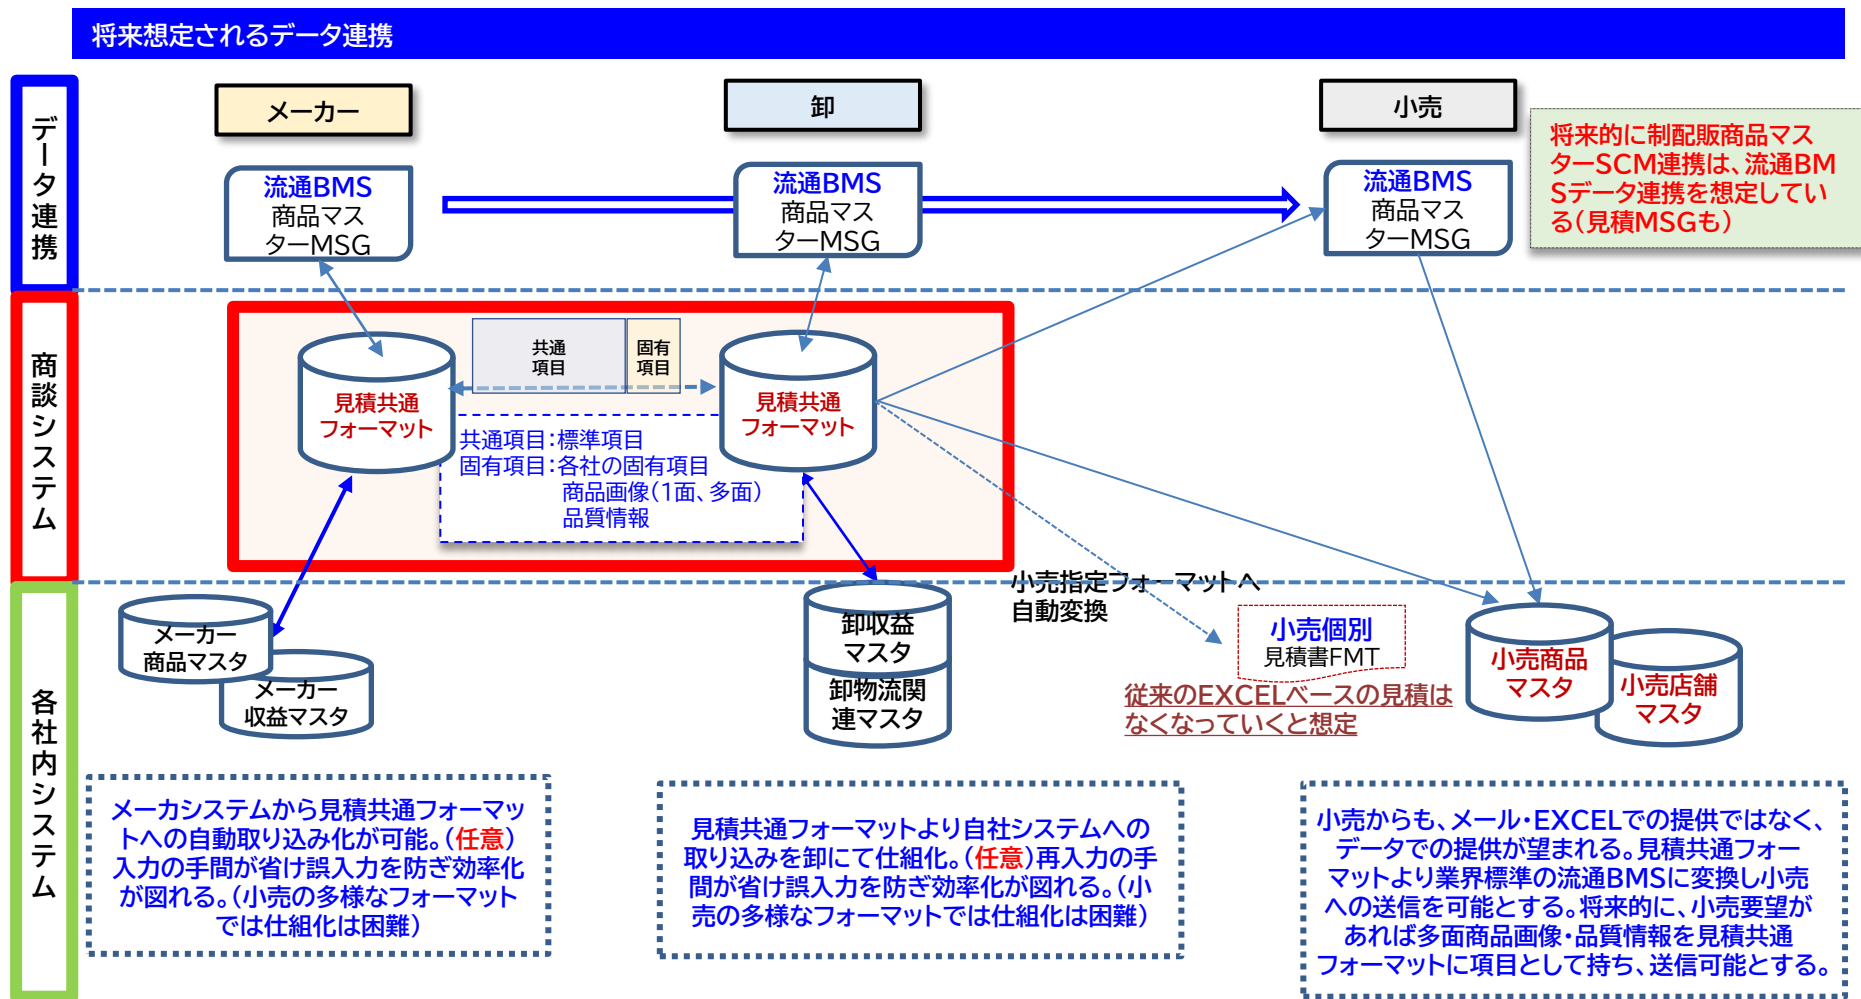 将来想定されるデータ連携
データ連携
メーカー
卸
小売
流通BMS
商品マス
ターMSG
流通BMS
商品マス
ターMSG
流通BMS
商品マス
ターMSG
将来的に制配販商品マス
ターSCM連携は、流通BM
Sデータ連携を想定してい
る(見積MSGも)
商談システム
見積共通
フォーマット
共通
項目
固有
項目
見積共通
フォーマット
共通項目:標準項目
固有項目:各社の固有項目
商品画像(1面、多面)
品質情報
各社内システム
メーカー
商品マスタ
メーカー
収益マスタ
卸収益
マスタ
卸物流関
連マスタ
小売指定フォーマットへ
自動変換
小売個別
見積書FMT
従来のEXCELベースの見積は
なくなっていくと想定
小売商品
マスタ
小売店舗
マスタ
メーカシステムから見積共通フォーマッ
トへの自動取り込み化が可能。(任意)
入力の手間が省け誤入力を防ぎ効率化
が図れる。(小売の多様なフォーマット
では仕組化は困難)
見積共通フォーマットより自社システムへの
取り込みを卸にて仕組化。(任意)再入力の手
間が省け誤入力を防ぎ効率化が図れる。(小
売の多様なフォーマットでは仕組化は困難)
小売からも、メール・EXCELでの提供ではなく、
データでの提供が望まれる。見積共通フォー
マットより業界標準の流通BMSに変換し小売
への送信を可能とする。将来的に、小売要望が
あれば多面商品画像・品質情報を見積共通
フォーマットに項目として持ち、送信可能とする。